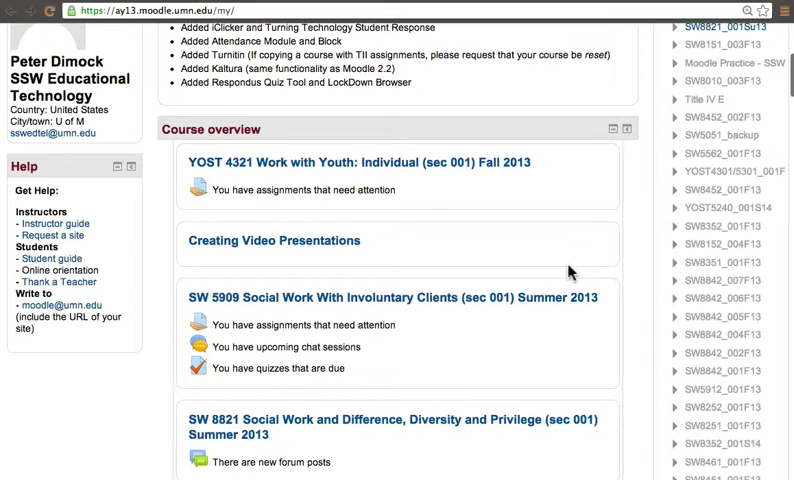 https://ay13.moodle.umn.edu/my/
Peter Dimock
SSW Educational
Technology
Country: United States
City/town: U of M
sswedtel@umn.edu
Help
Get Help:
Instructors
- Instructor guide
- Request a site
Students
- Student guide
- Online orientation
- Thank a Teacher
Write to
- moodle@umn.edu
(include the URL of your
site)
• Added iClicker and Turning Technology Student Response
• Added Attendance Module and Block
• Added Turnitin (If copying a course with TII assignments, please request that your course be reset)
• Added Kaltura (same functionality as Moodle 2.2)
• Added Respondus Quiz Tool and LockDown Browser
Course overview
YOST 4321 Work with Youth: Individual (sec 001) Fall 2013
You have assignments that need attention
Creating Video Presentations
SW 5909 Social Work With Involuntary Clients (sec 001) Summer 2013
You have assignments that need attention
You have upcoming chat sessions
You have quizzes that are due
SW 8821 Social Work and Difference, Diversity and Privilege (sec 001)
Summer 2013
There are new forum posts
SW8821_001Su13
SW8151_003F13
Moodle Practice - SSW
SW8010_003F13
Title IV E
SW8452_002F13
SW5051_backup
SW5562_001F13
YOST4301/5301_001F
SW8452_001F13
YOST5240_001S14
SW8352_001F13
SW8152_004F13
SW8351_001F13
SW8842_007F13
SW8842_006F13
SW8842_005F13
SW8842_004F13
SW8842_002F13
SW8842_001F13
SW5912_001F13
SW8252_001F13
SW8251_001F13
SW8352_001S14
SW8461_001F13
SW8451_001F13